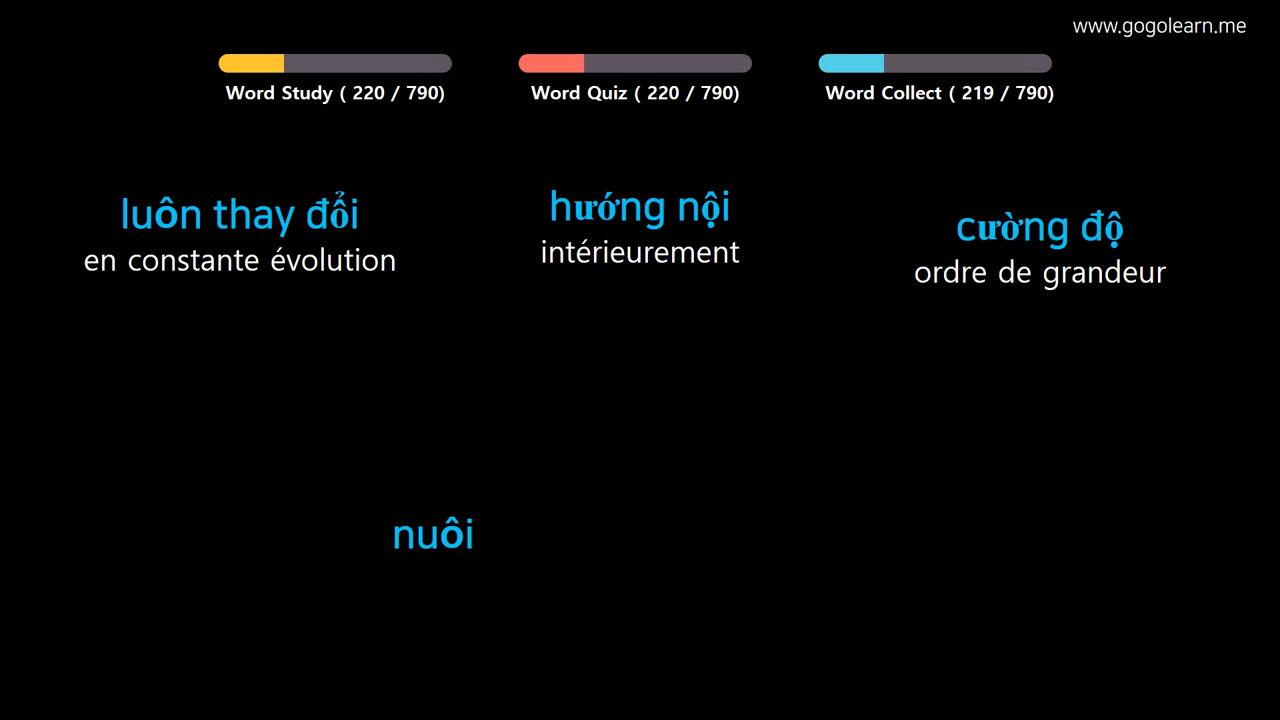 www.gogolearn.me
Word Study ( 220 / 790)
Word Quiz ( 220 / 790)
Word Collect ( 219 / 790)
luôn thay đổi
en constante évolution
hướng nội
intérieurement
cường độ
ordre de grandeur
nuôi